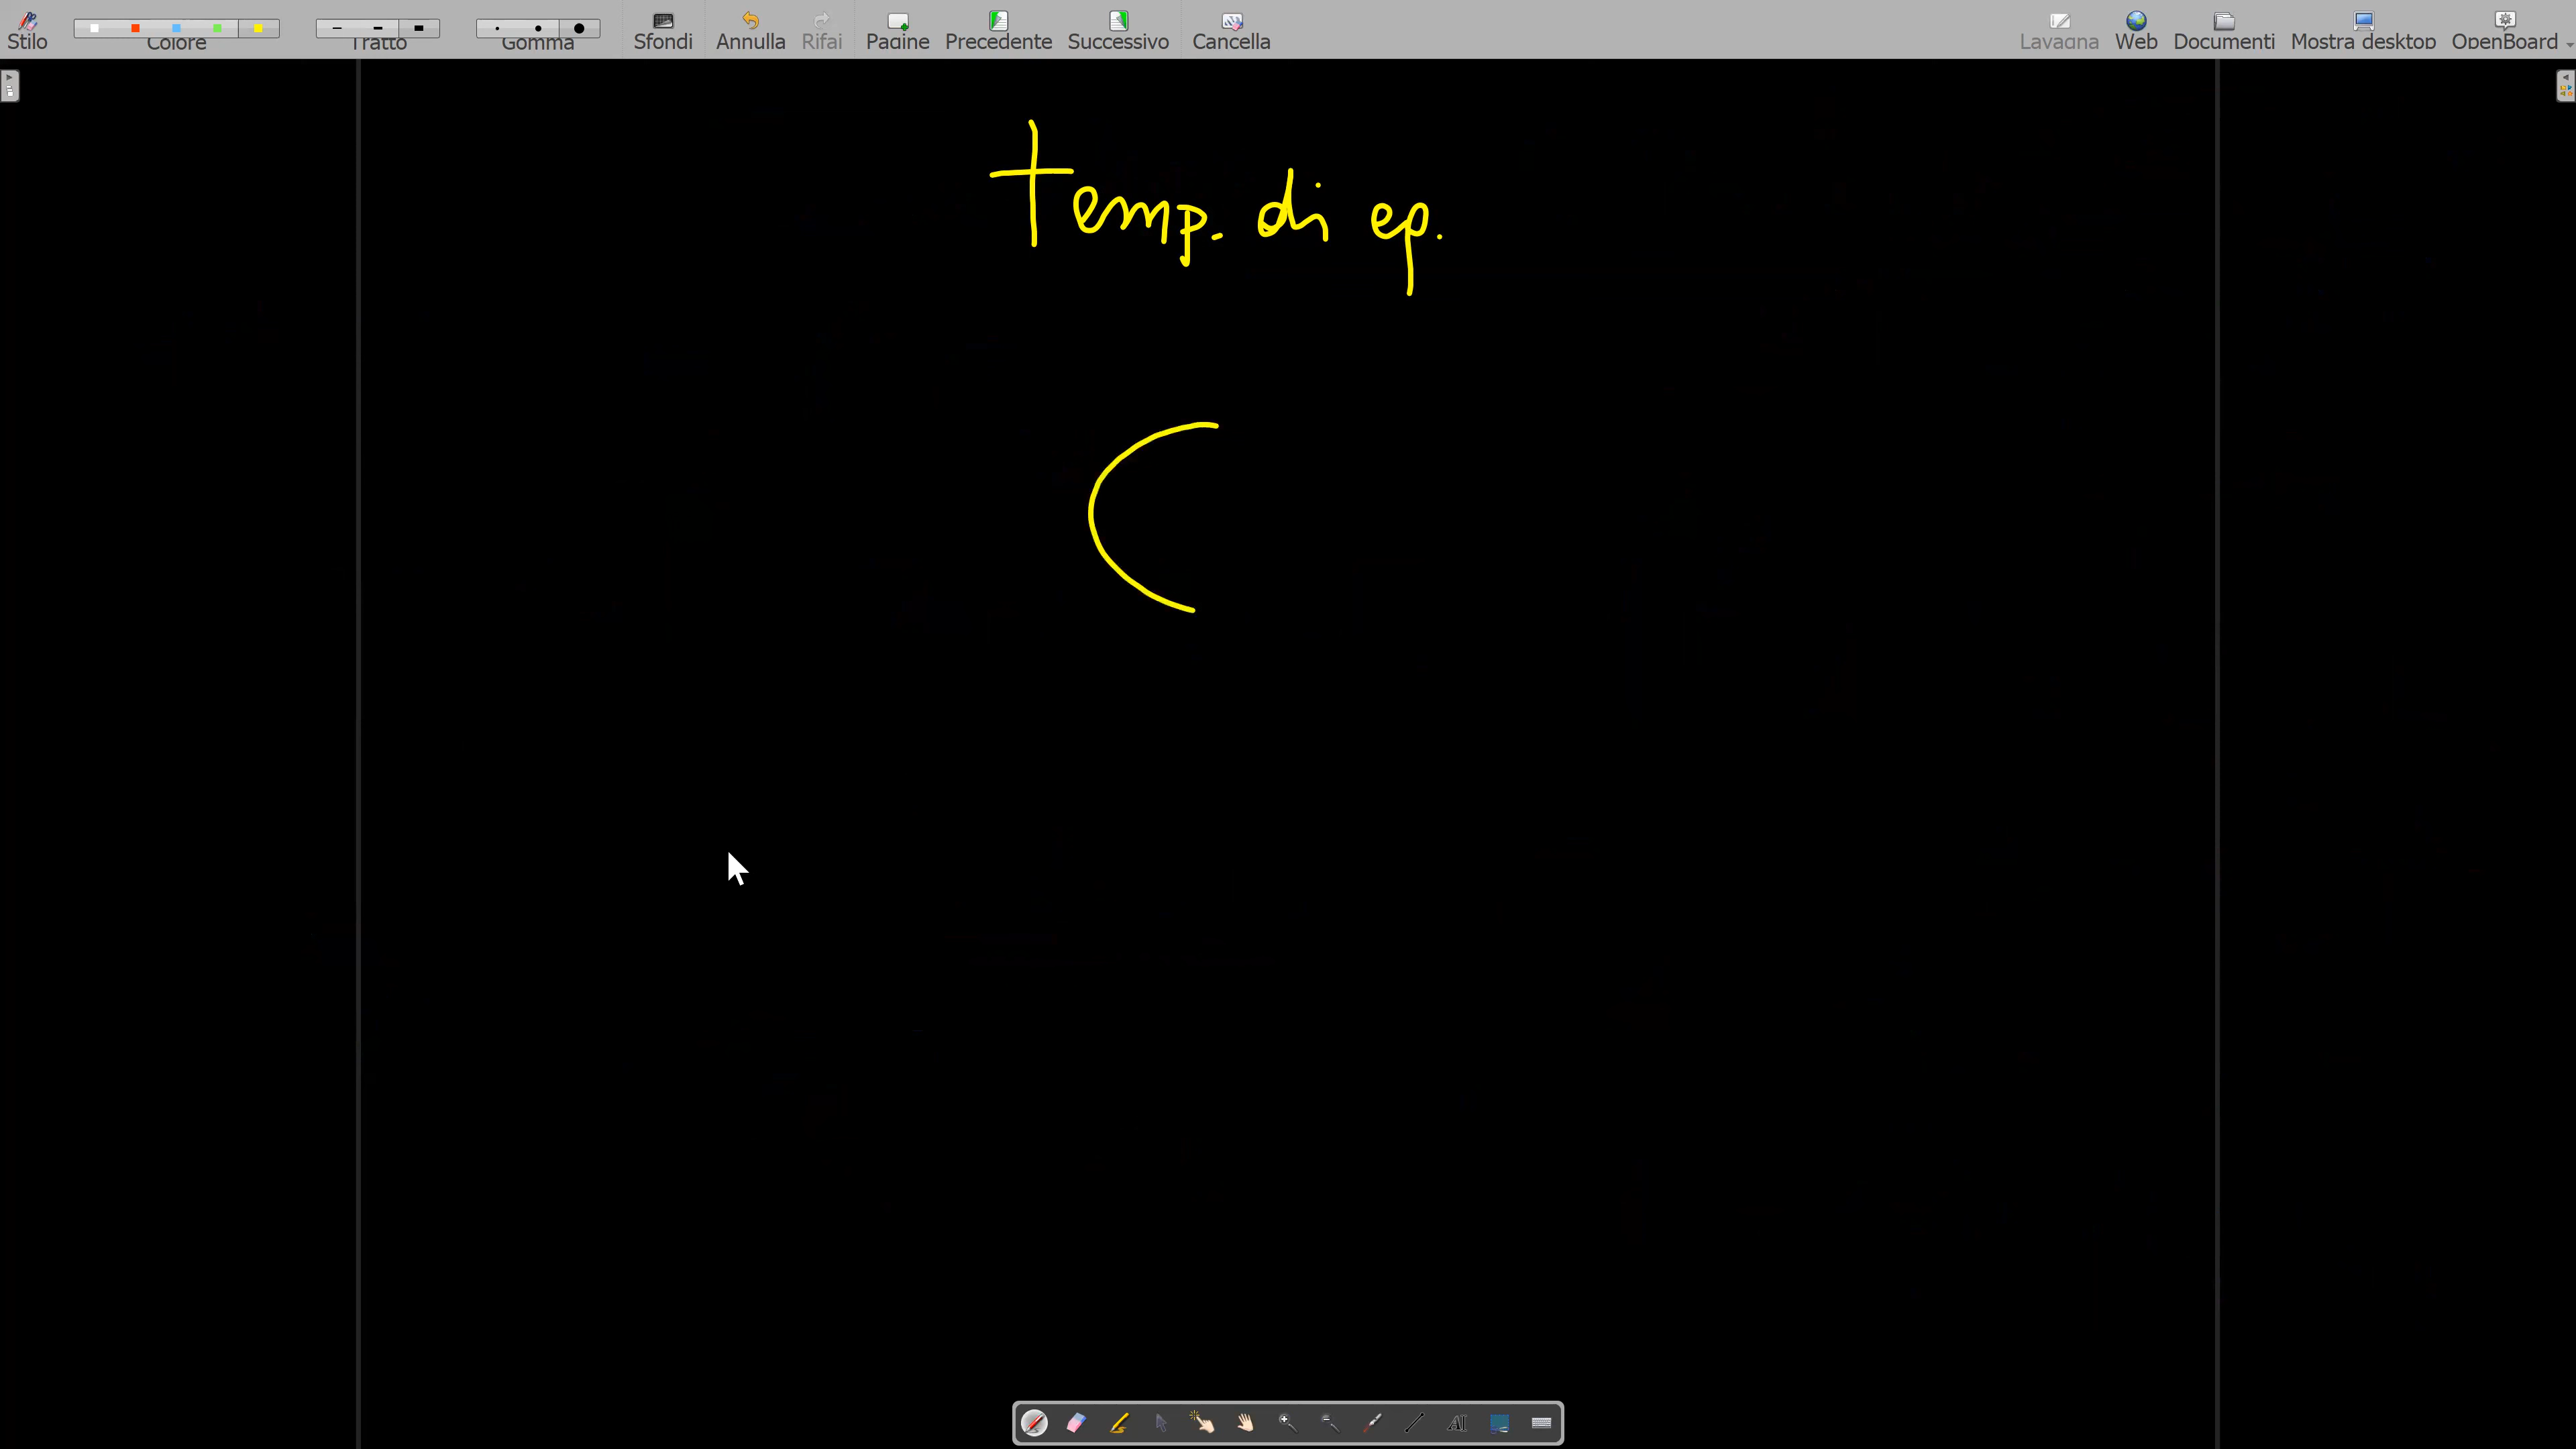 Stilo Colore Tratto Gomma Sfondi Annulla Rifai Pagine Precedente Successivo Cancella Lavagna Web Documenti Mostra desktop OpenBoard
Temp. di ep.
AI